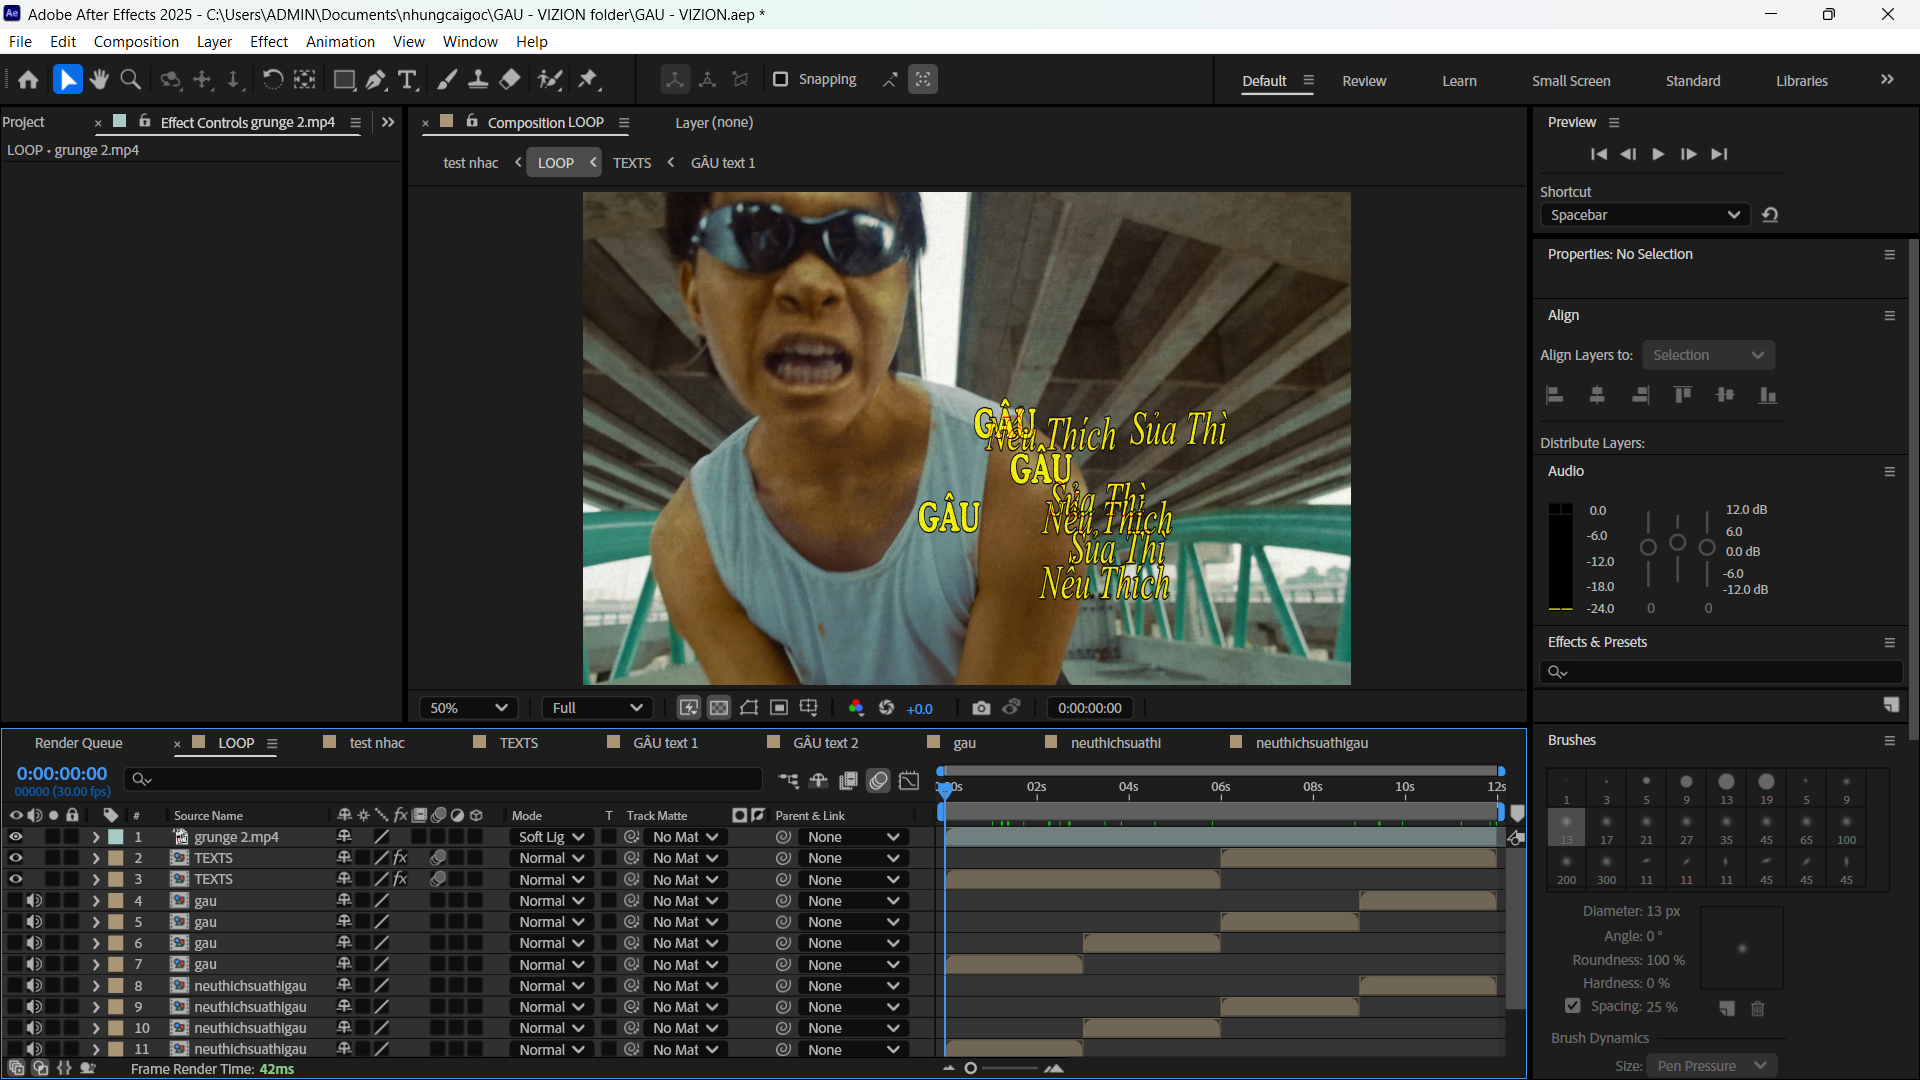 Adobe After Effects 2025 - C:\Users\ADMIN\Documents\nhungcaigoc\GAU - VIZION folder\GAU - VIZION.aep *
File Edit Composition Layer Effect Animation View Window Help
Snapping
Default Review Learn Small Screen Standard Libraries
Project Effect Controls grunge 2.mp4
LOOP • grunge 2.mp4
Composition LOOP Layer (none)
test nhac LOOP TEXTS GÂU text 1
GÂU
Nếu Thích Sủa Thì
GÂU
Sủa Thì
GÂU Nếu Thích
Sủa Thì
Nếu Thích
50% Full +0.0 0:00:00:00
Preview
Shortcut
Spacebar
Properties: No Selection
Align
Align Layers to: Selection
Distribute Layers:
Audio
0.0 12.0 dB
-6.0 6.0
-12.0 0.0 dB
-18.0 -6.0
-24.0 0 0 -12.0 dB
Effects & Presets
Brushes
1 3 5 9 13 19 5 9
13 17 21 27 35 45 65 100
200 300 11 11 11 45 45 45
Diameter: 13 px
Angle: 0 °
Roundness: 100 %
Hardness: 0 %
Spacing: 25 %
Brush Dynamics
Size: Pen Pressure
Render Queue LOOP test nhac TEXTS GÂU text 1 GÂU text 2 gau neuthichsuathi neuthichsuathigau
0:00:00:00
00000 (30.00 fps)
02s 04s 06s 08s 10s 12s
# Source Name Mode T Track Matte Parent & Link
1 grunge 2.mp4 Soft Lig No Mat None
2 TEXTS fx Normal No Mat None
3 TEXTS fx Normal No Mat None
4 gau Normal No Mat None
5 gau Normal No Mat None
6 gau Normal No Mat None
7 gau Normal No Mat None
8 neuthichsuathigau Normal No Mat None
9 neuthichsuathigau Normal No Mat None
10 neuthichsuathigau Normal No Mat None
11 neuthichsuathigau Normal No Mat None
Frame Render Time: 42ms